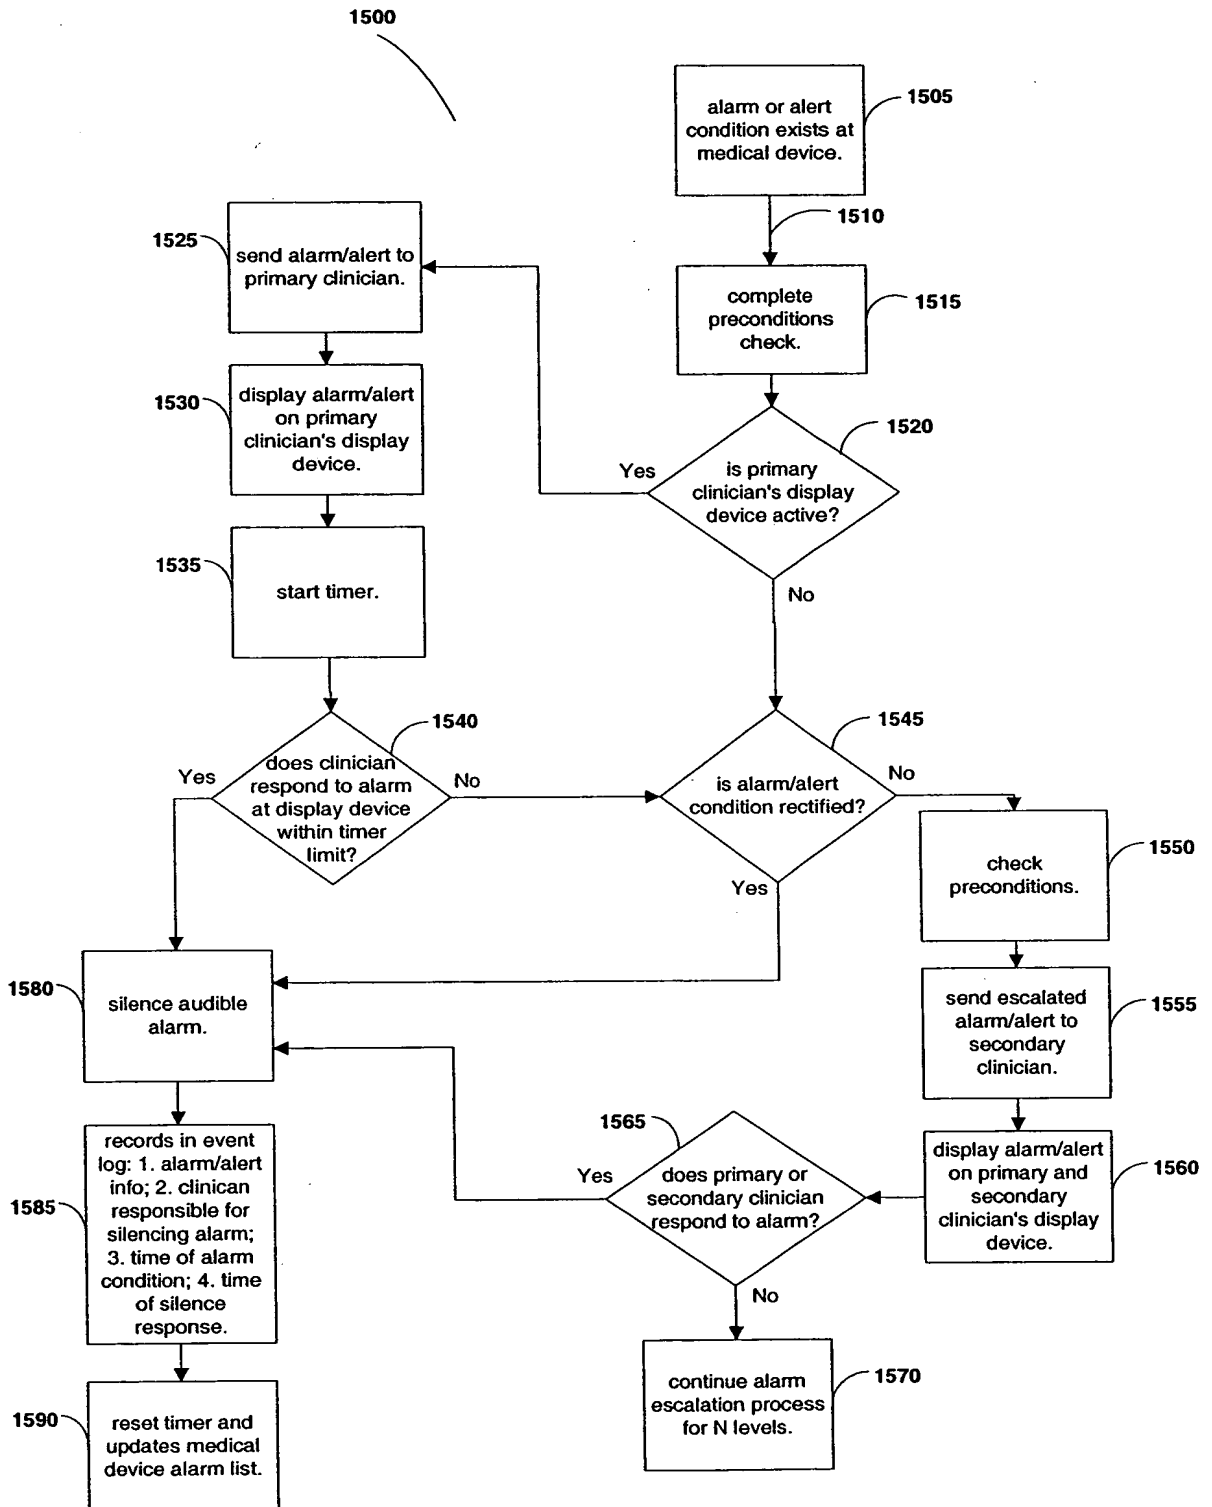 1500
alarm or alert
condition exists at
medical device.
1505
1510
1525
send alarm/alert to
primary clinician.
complete
preconditions
check.
1515
1530
display alarm/alert
on primary
clinician's display
device.
1520
Yes
is primary
clinician's display
device active?
1535
start timer.
No
1540
1545
Yes
does clinician
respond to alarm
at display device
within timer
limit?
No
is alarm/alert
condition rectified?
No
Yes
check
preconditions.
1550
1580
silence audible
alarm.
send escalated
alarm/alert to
secondary
clinician.
1555
1565
Yes
does primary or
secondary clinician
respond to alarm?
display alarm/alert
on primary and
secondary
clinician's display
device.
1560
1585
records in event
log: 1. alarm/alert
info; 2. clinican
responsible for
silencing alarm;
3. time of alarm
condition; 4. time
of silence
response.
No
continue alarm
escalation process
for N levels.
1570
1590
reset timer and
updates medical
device alarm list.